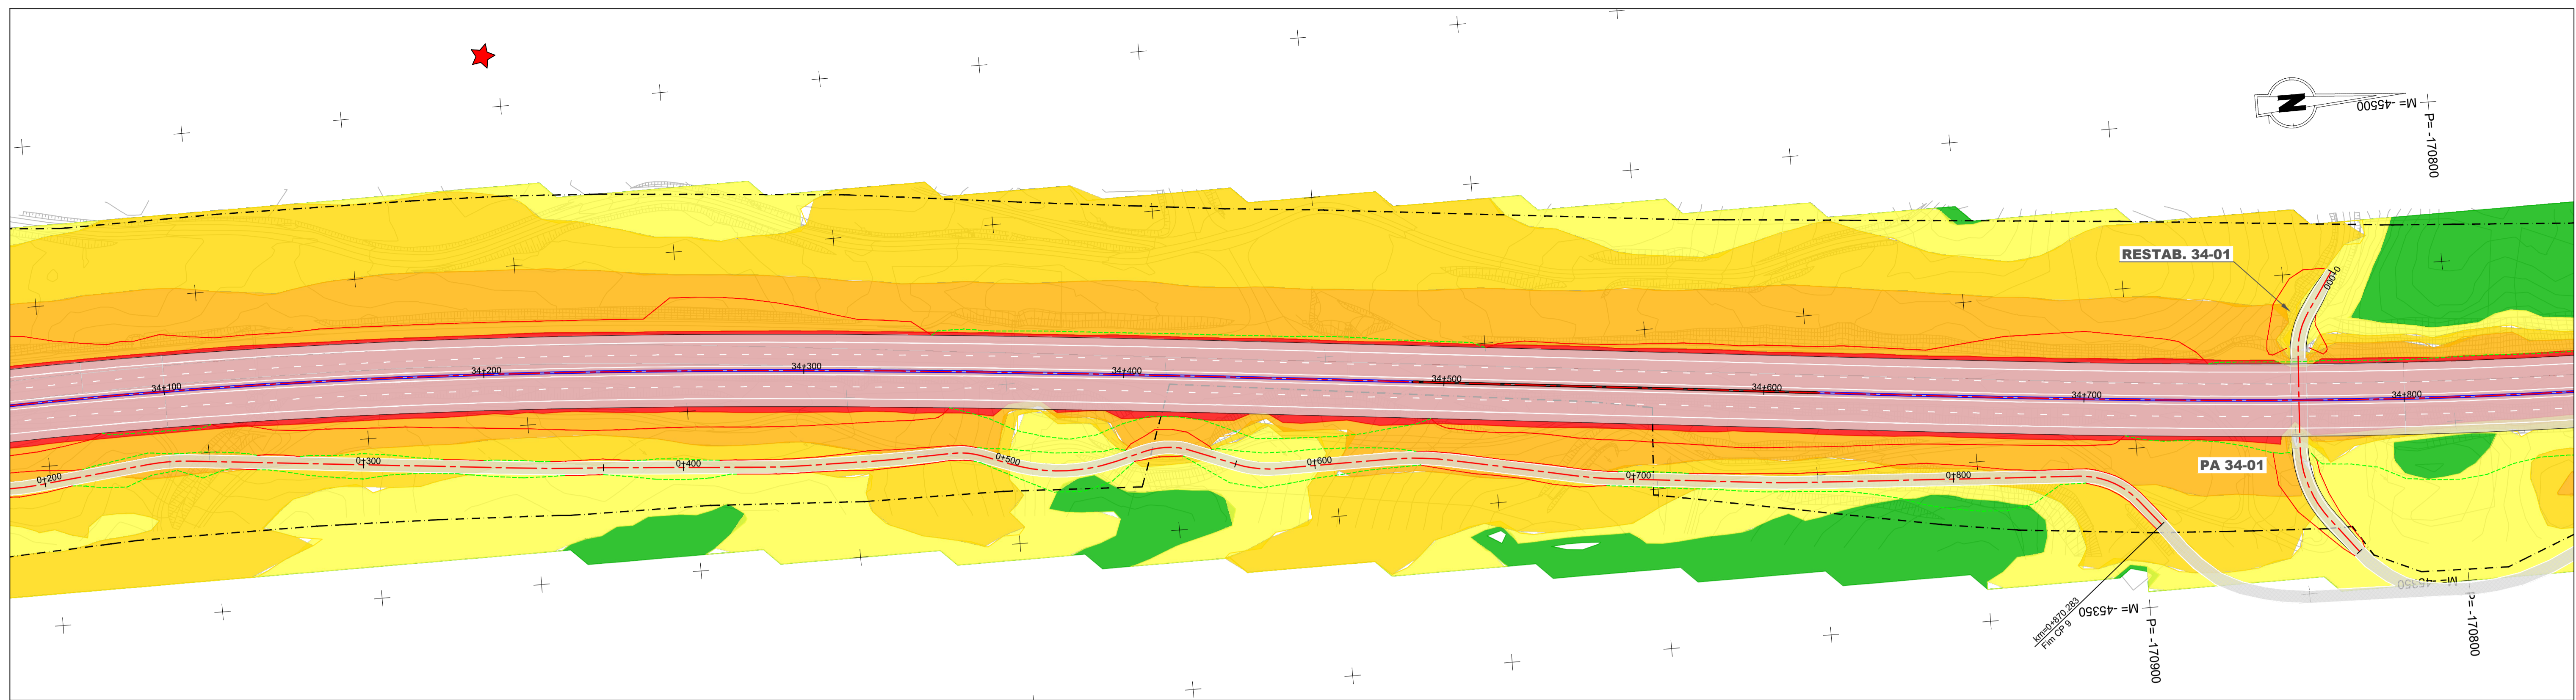 N
M= -45500
P= -170800
RESTAB. 34-01
0+000
34+100
34+200
34+300
34+400
34+500
34+600
34+700
34+800
0+200
0+300
0+400
0+500
0+600
0+700
0+800
PA 34-01
km=0+870.283
Fim CP 9
M= -45350
P= -170900
M= -45350
P= -170800